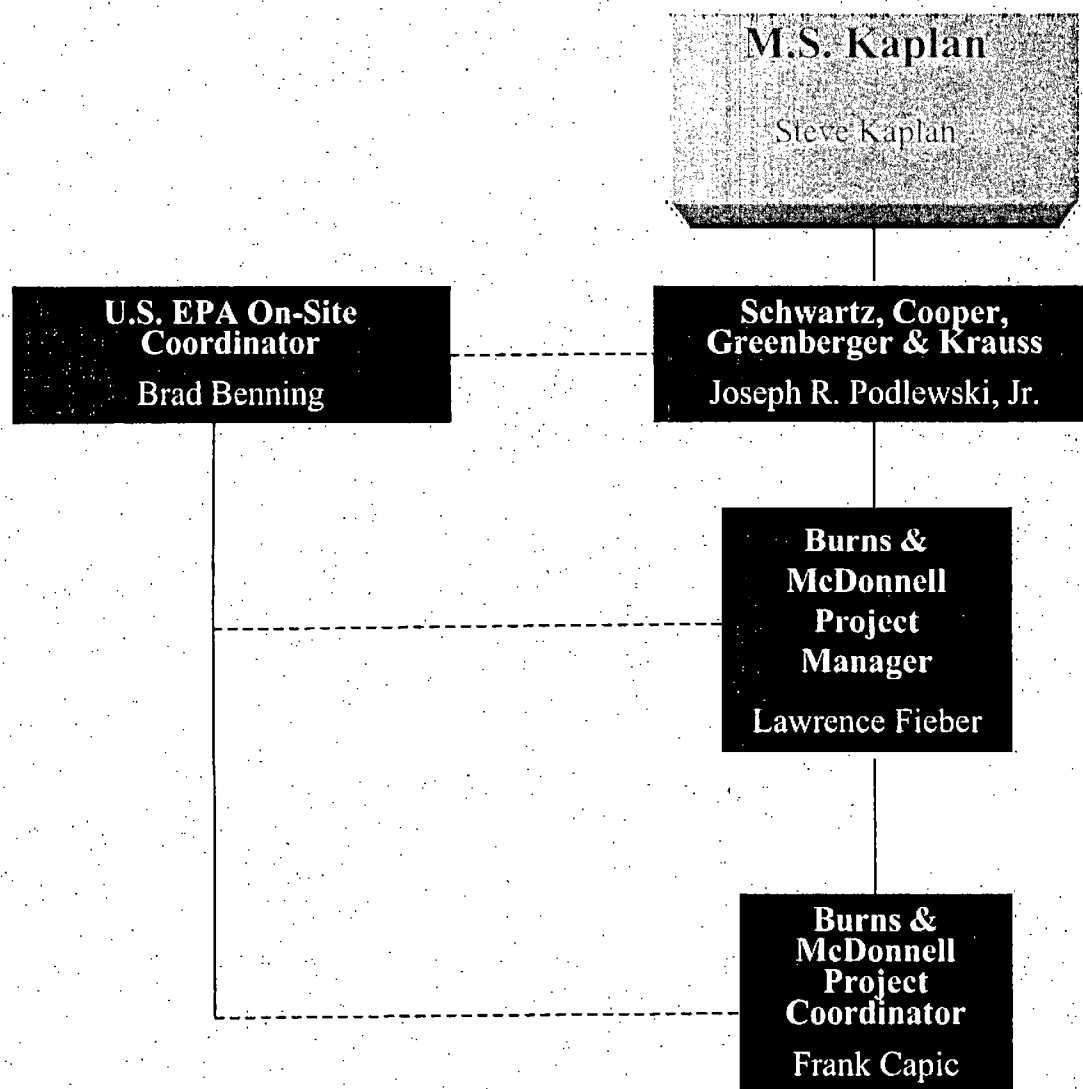 M.S. Kaplan
Steve Kaplan
U.S. EPA On-Site
Coordinator
Brad Benning
Schwartz, Cooper,
Greenberger & Krauss
Joseph R. Podlewski, Jr.
Burns &
McDonnell
Project
Manager
Lawrence Fieber
Burns &
McDonnell
Project
Coordinator
Frank Capic